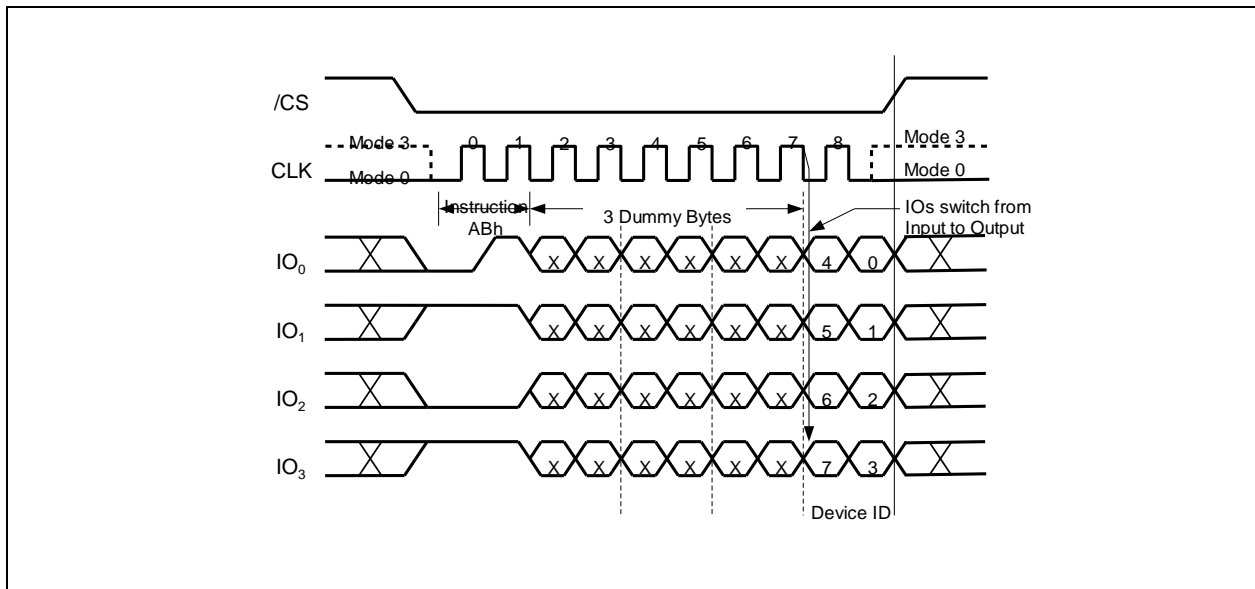 /CS
Mode 3 0 1 2 3 4 5 6 7 8 Mode 3
CLK
Mode 0 Mode 0
Instruction
ABh
3 Dummy Bytes
IOs switch from
Input to Output
IO₀ X X X X X X 4 0
IO₁ X X X X X X 5 1
IO₂ X X X X X X 6 2
IO₃ X X X X X X 7 3
Device ID